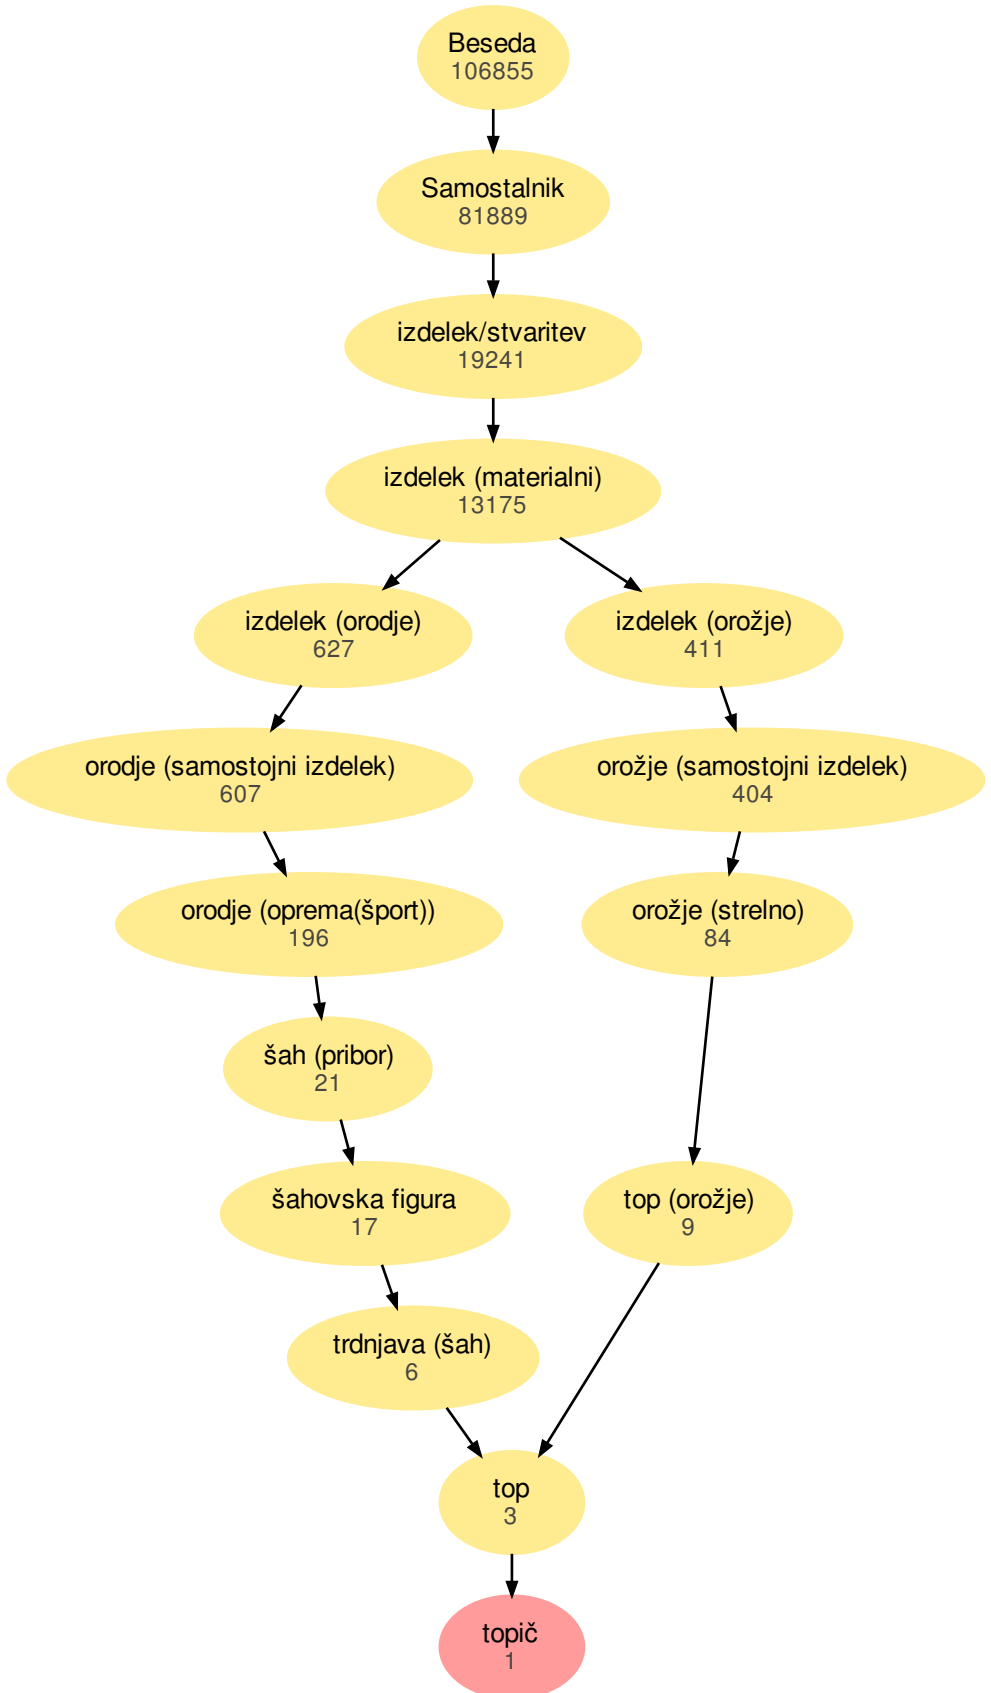 Beseda
106855
Samostalnik
81889
izdelek/stvaritev
19241
izdelek (materialni)
13175
izdelek (orodje)
627
izdelek (orožje)
411
orodje (samostojni izdelek)
607
orožje (samostojni izdelek)
404
orodje (oprema(šport))
196
orožje (strelno)
84
šah (pribor)
21
šahovska figura
17
top (orožje)
9
trdnjava (šah)
6
top
3
topič
1